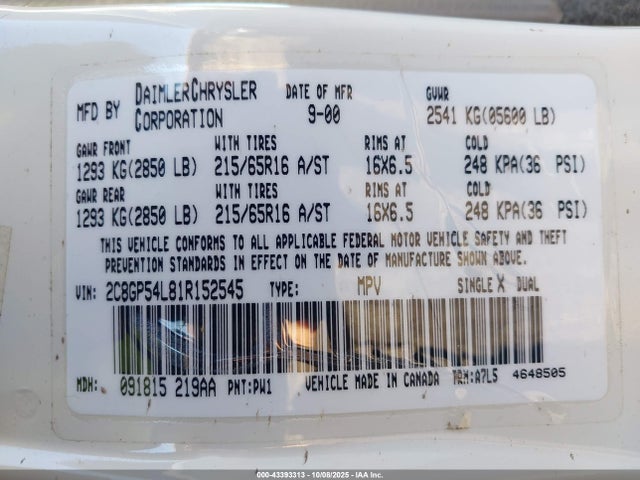 MFD BY DAIMLERCHRYSLER CORPORATION DATE OF MFR 9-00 GVWR 2541 KG(05600 LB)
GAWR FRONT WITH TIRES RIMS AT COLD
1293 KG(2850 LB) 215/65R16 A/ST 16X6.5 248 KPA(36 PSI)
GAWR REAR WITH TIRES RIMS AT COLD
1293 KG(2850 LB) 215/65R16 A/ST 16X6.5 248 KPA(36 PSI)
THIS VEHICLE CONFORMS TO ALL APPLICABLE FEDERAL MOTOR VEHICLE SAFETY AND THEFT
PREVENTION STANDARDS IN EFFECT ON THE DATE OF MANUFACTURE SHOWN ABOVE.
VIN: 2C8GP54L81R152545 TYPE: MPV SINGLE X DUAL
MDH: 091815 219AA PNT: PW1 VEHICLE MADE IN CANADA TRM: A7L5 4648505
000-43393313 - 10/08/2025 - IAA Inc.